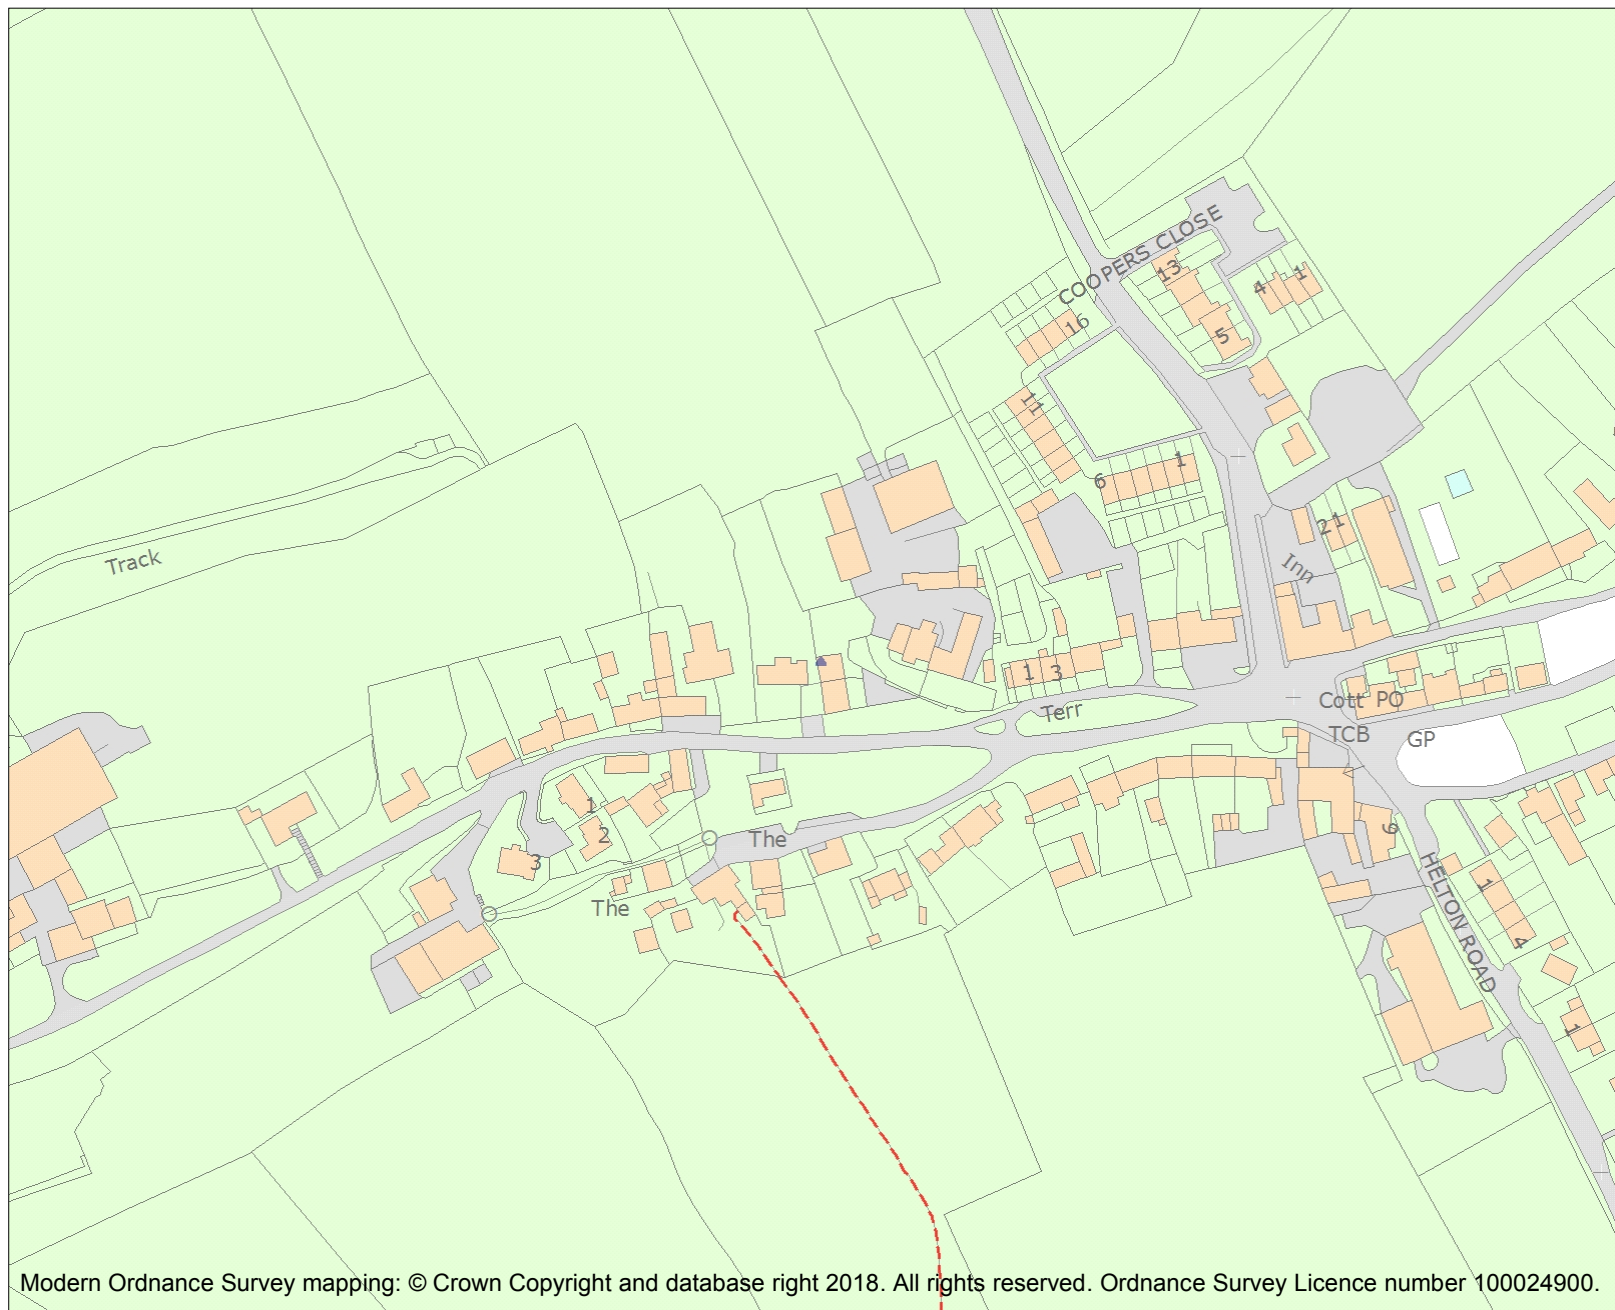 COOPERS CLOSE
13
4
1
16
5
11
1
6
2
1
Track
Inn
1
3
Terr
Cott
PO
TCB
GP
1
2
3
The
The
9
HELTON ROAD
1
4
1
Modern Ordnance Survey mapping: © Crown Copyright and database right 2018. All rights reserved. Ordnance Survey Licence number 100024900.